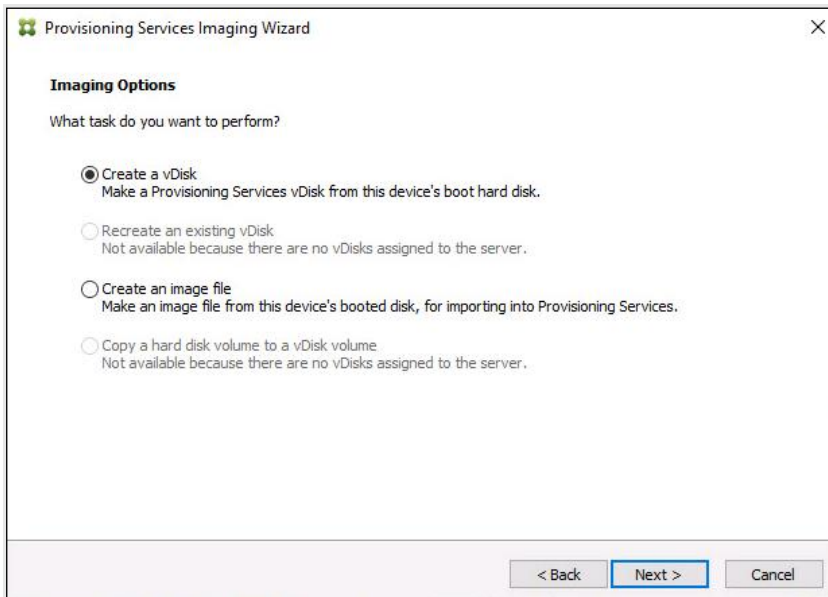 Provisioning Services Imaging Wizard
Imaging Options
What task do you want to perform?
Create a vDisk
Make a Provisioning Services vDisk from this device's boot hard disk.
Recreate an existing vDisk
Not available because there are no vDisks assigned to the server.
Create an image file
Make an image file from this device's booted disk, for importing into Provisioning Services.
Copy a hard disk volume to a vDisk volume
Not available because there are no vDisks assigned to the server.
< Back Next > Cancel